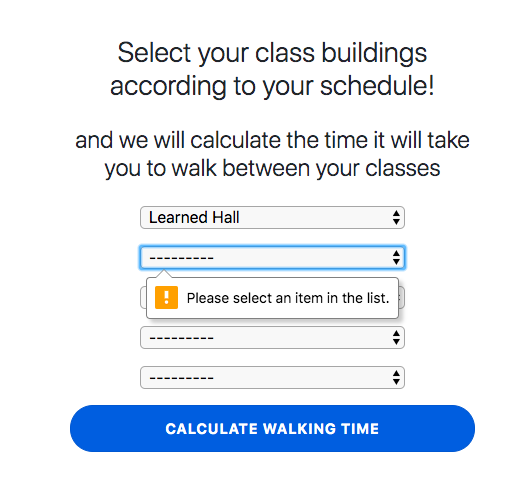 Select your class buildings
according to your schedule!
and we will calculate the time it will take
you to walk between your classes
Learned Hall
---------
Please select an item in the list.
---------
---------
CALCULATE WALKING TIME